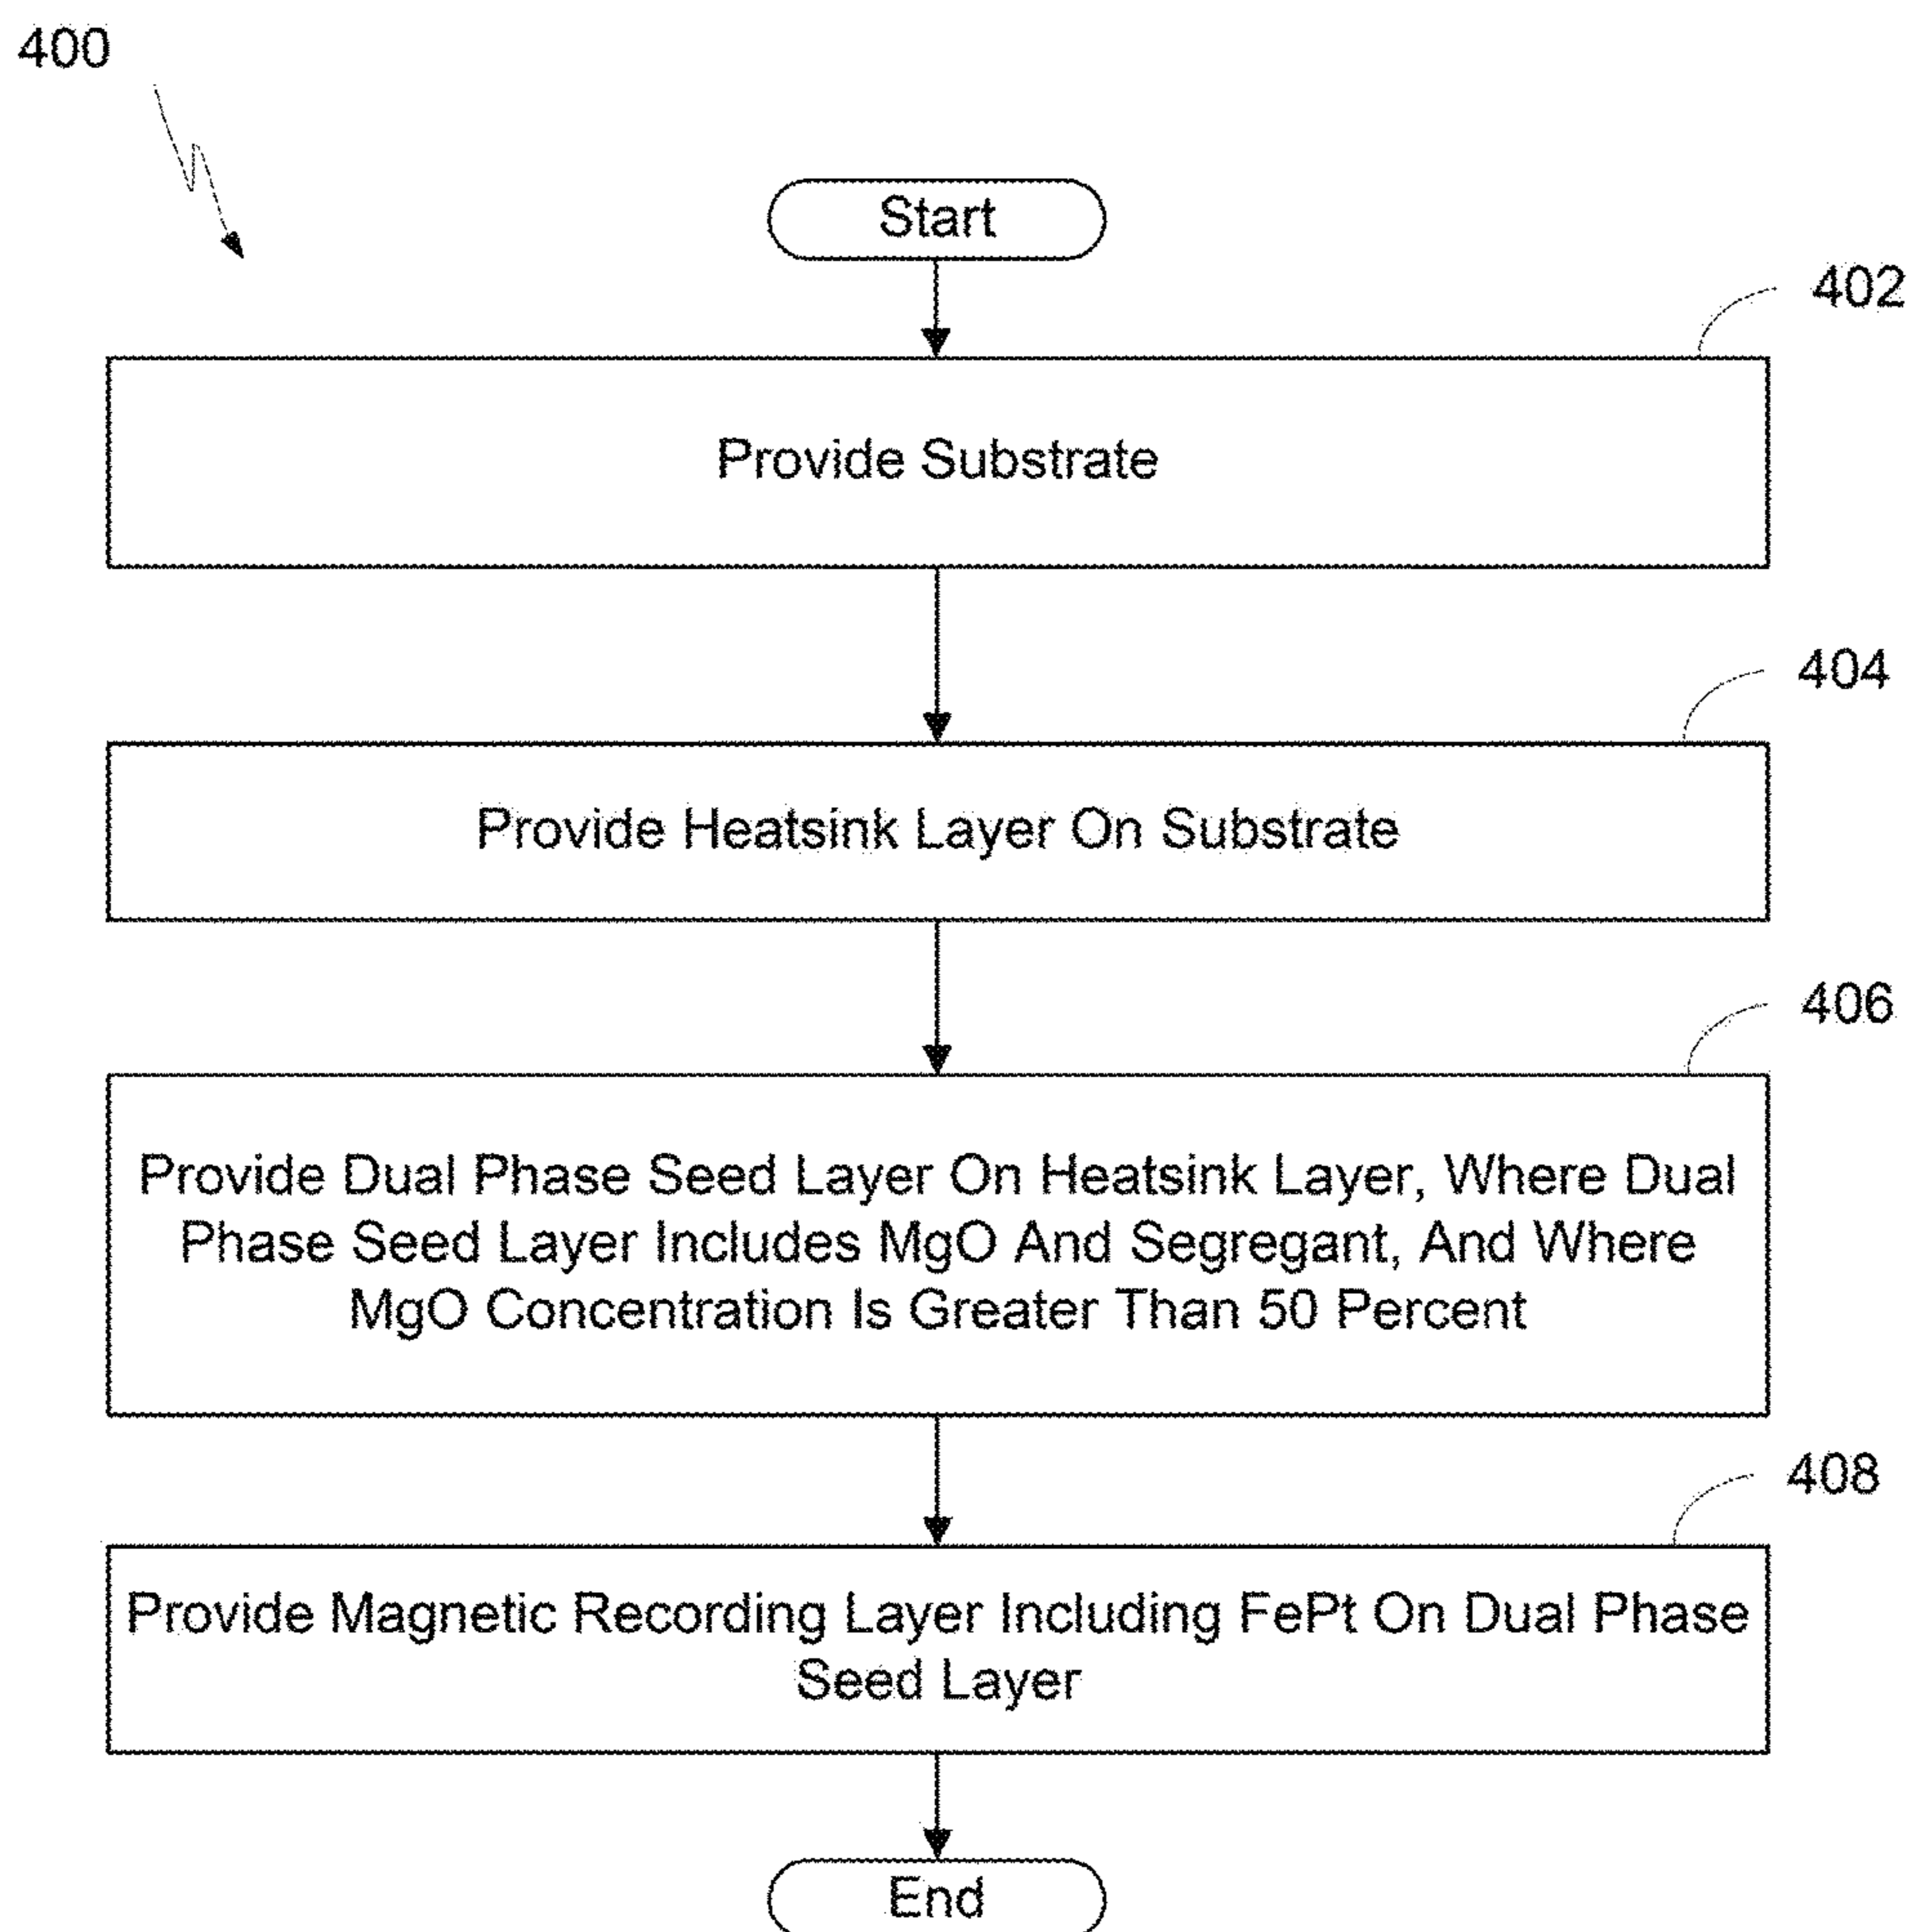 400
Start
402
Provide Substrate
404
Provide Heatsink Layer On Substrate
406
Provide Dual Phase Seed Layer On Heatsink Layer, Where Dual
Phase Seed Layer Includes MgO And Segregant, And Where
MgO Concentration Is Greater Than 50 Percent
408
Provide Magnetic Recording Layer Including FePt On Dual Phase
Seed Layer
End